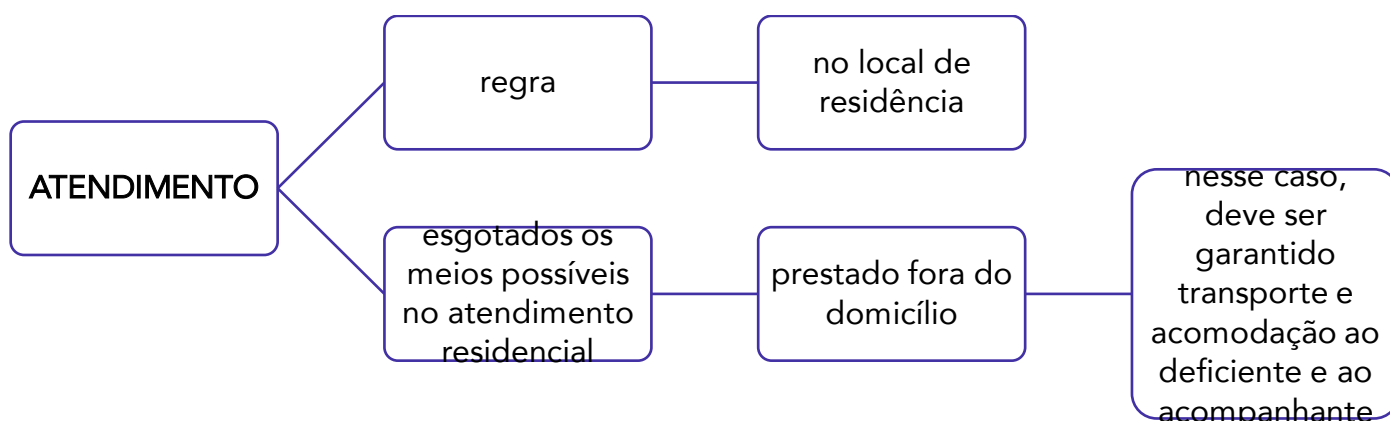 ATENDIMENTO
regra
no local de
residência
esgotados os
meios possíveis
no atendimento
residencial
prestado fora do
domicílio
nesse caso,
deve ser
garantido
transporte e
acomodação ao
deficiente e ao
acompanhante